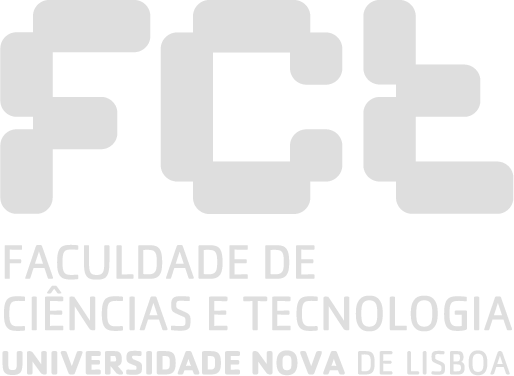 FCt
FACULDADE DE
CIÊNCIAS E TECNOLOGIA
UNIVERSIDADE NOVA DE LISBOA